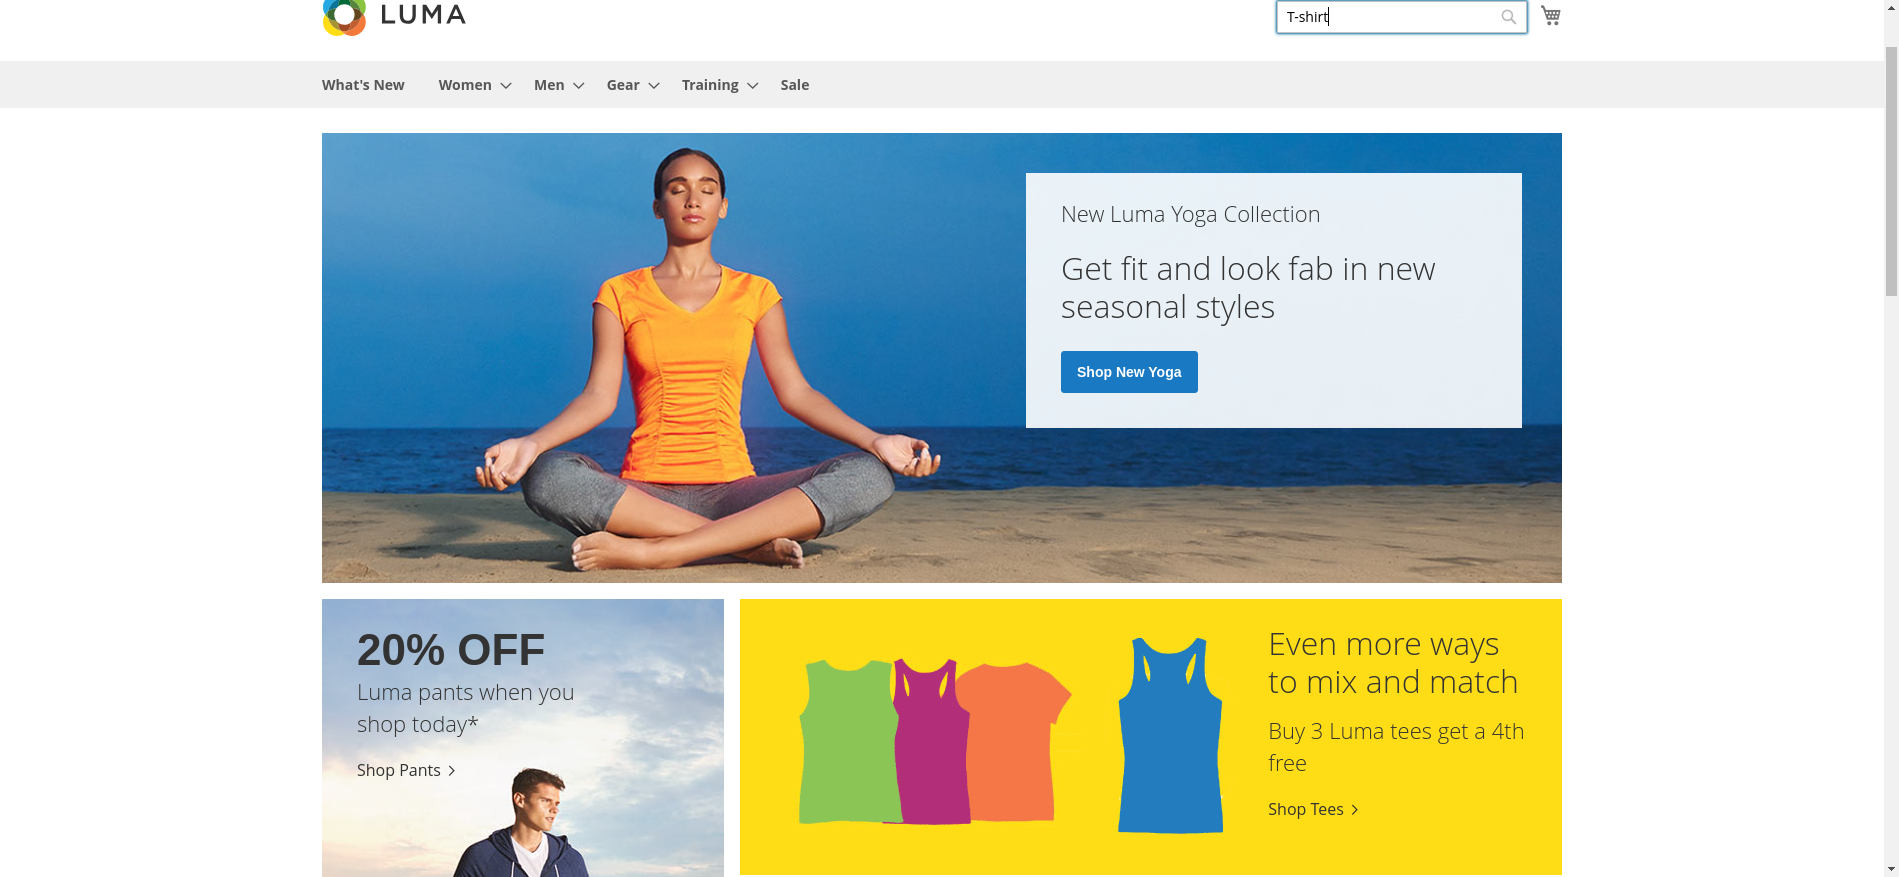 LUMA
T-shirt
What's New Women Men Gear Training Sale
New Luma Yoga Collection
Get fit and look fab in new
seasonal styles
Shop New Yoga
20% OFF
Luma pants when you
shop today*
Shop Pants
Even more ways
to mix and match
Buy 3 Luma tees get a 4th
free
Shop Tees